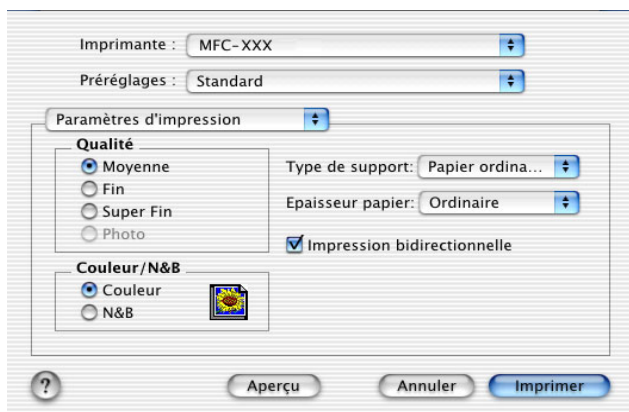 Imprimante : MFC-XXX
Préréglages : Standard
Paramètres d'impression
Qualité
Moyenne
Fin
Super Fin
Photo
Type de support: Papier ordina...
Epaisseur papier: Ordinaire
Impression bidirectionnelle
Couleur/N&B
Couleur
N&B
?
Aperçu
Annuler
Imprimer